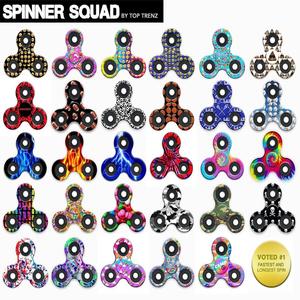 SPINNER SQUAD
BY TOP TRENZ
VOTED #1
FASTEST AND
LONGEST SPIN